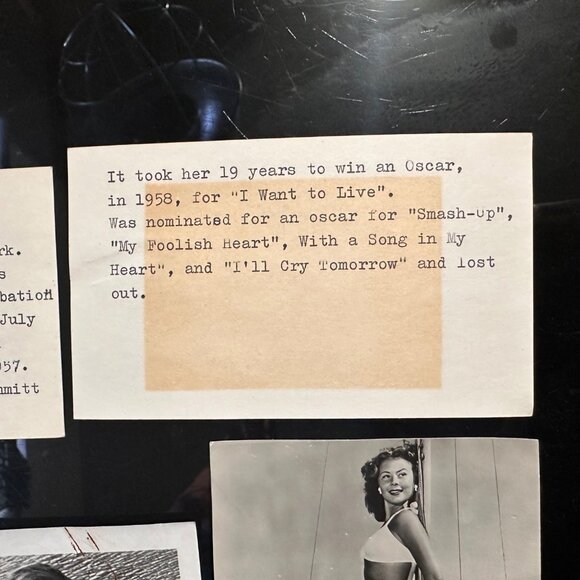 It took her 19 years to win an Oscar,
in 1958, for "I Want to Live".
Was nominated for an oscar for "Smash-up",
"My Foolish Heart", With a Song in My
Heart", and "I'll Cry Tomorrow" and lost
out.
rk.
s
bation
July
957.
hmitt